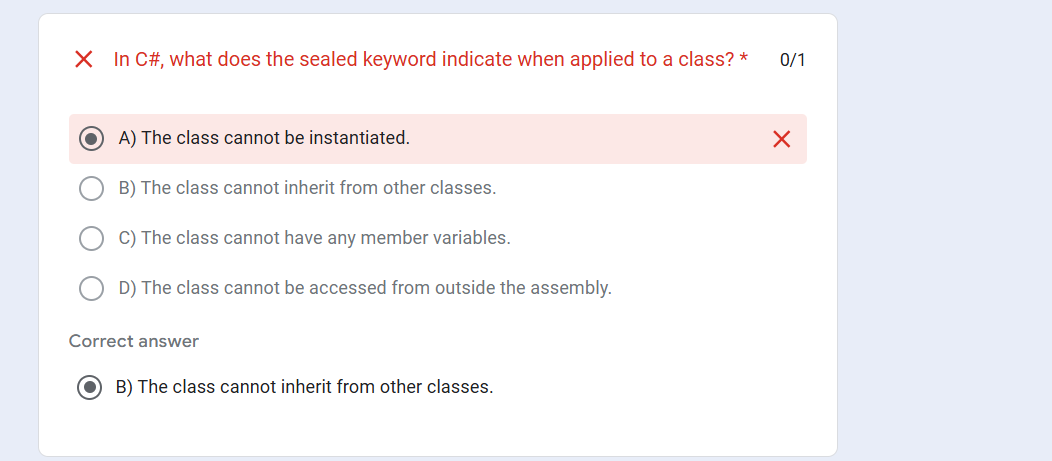 In C#, what does the sealed keyword indicate when applied to a class? * 0/1
A) The class cannot be instantiated.
B) The class cannot inherit from other classes.
C) The class cannot have any member variables.
D) The class cannot be accessed from outside the assembly.
Correct answer
B) The class cannot inherit from other classes.